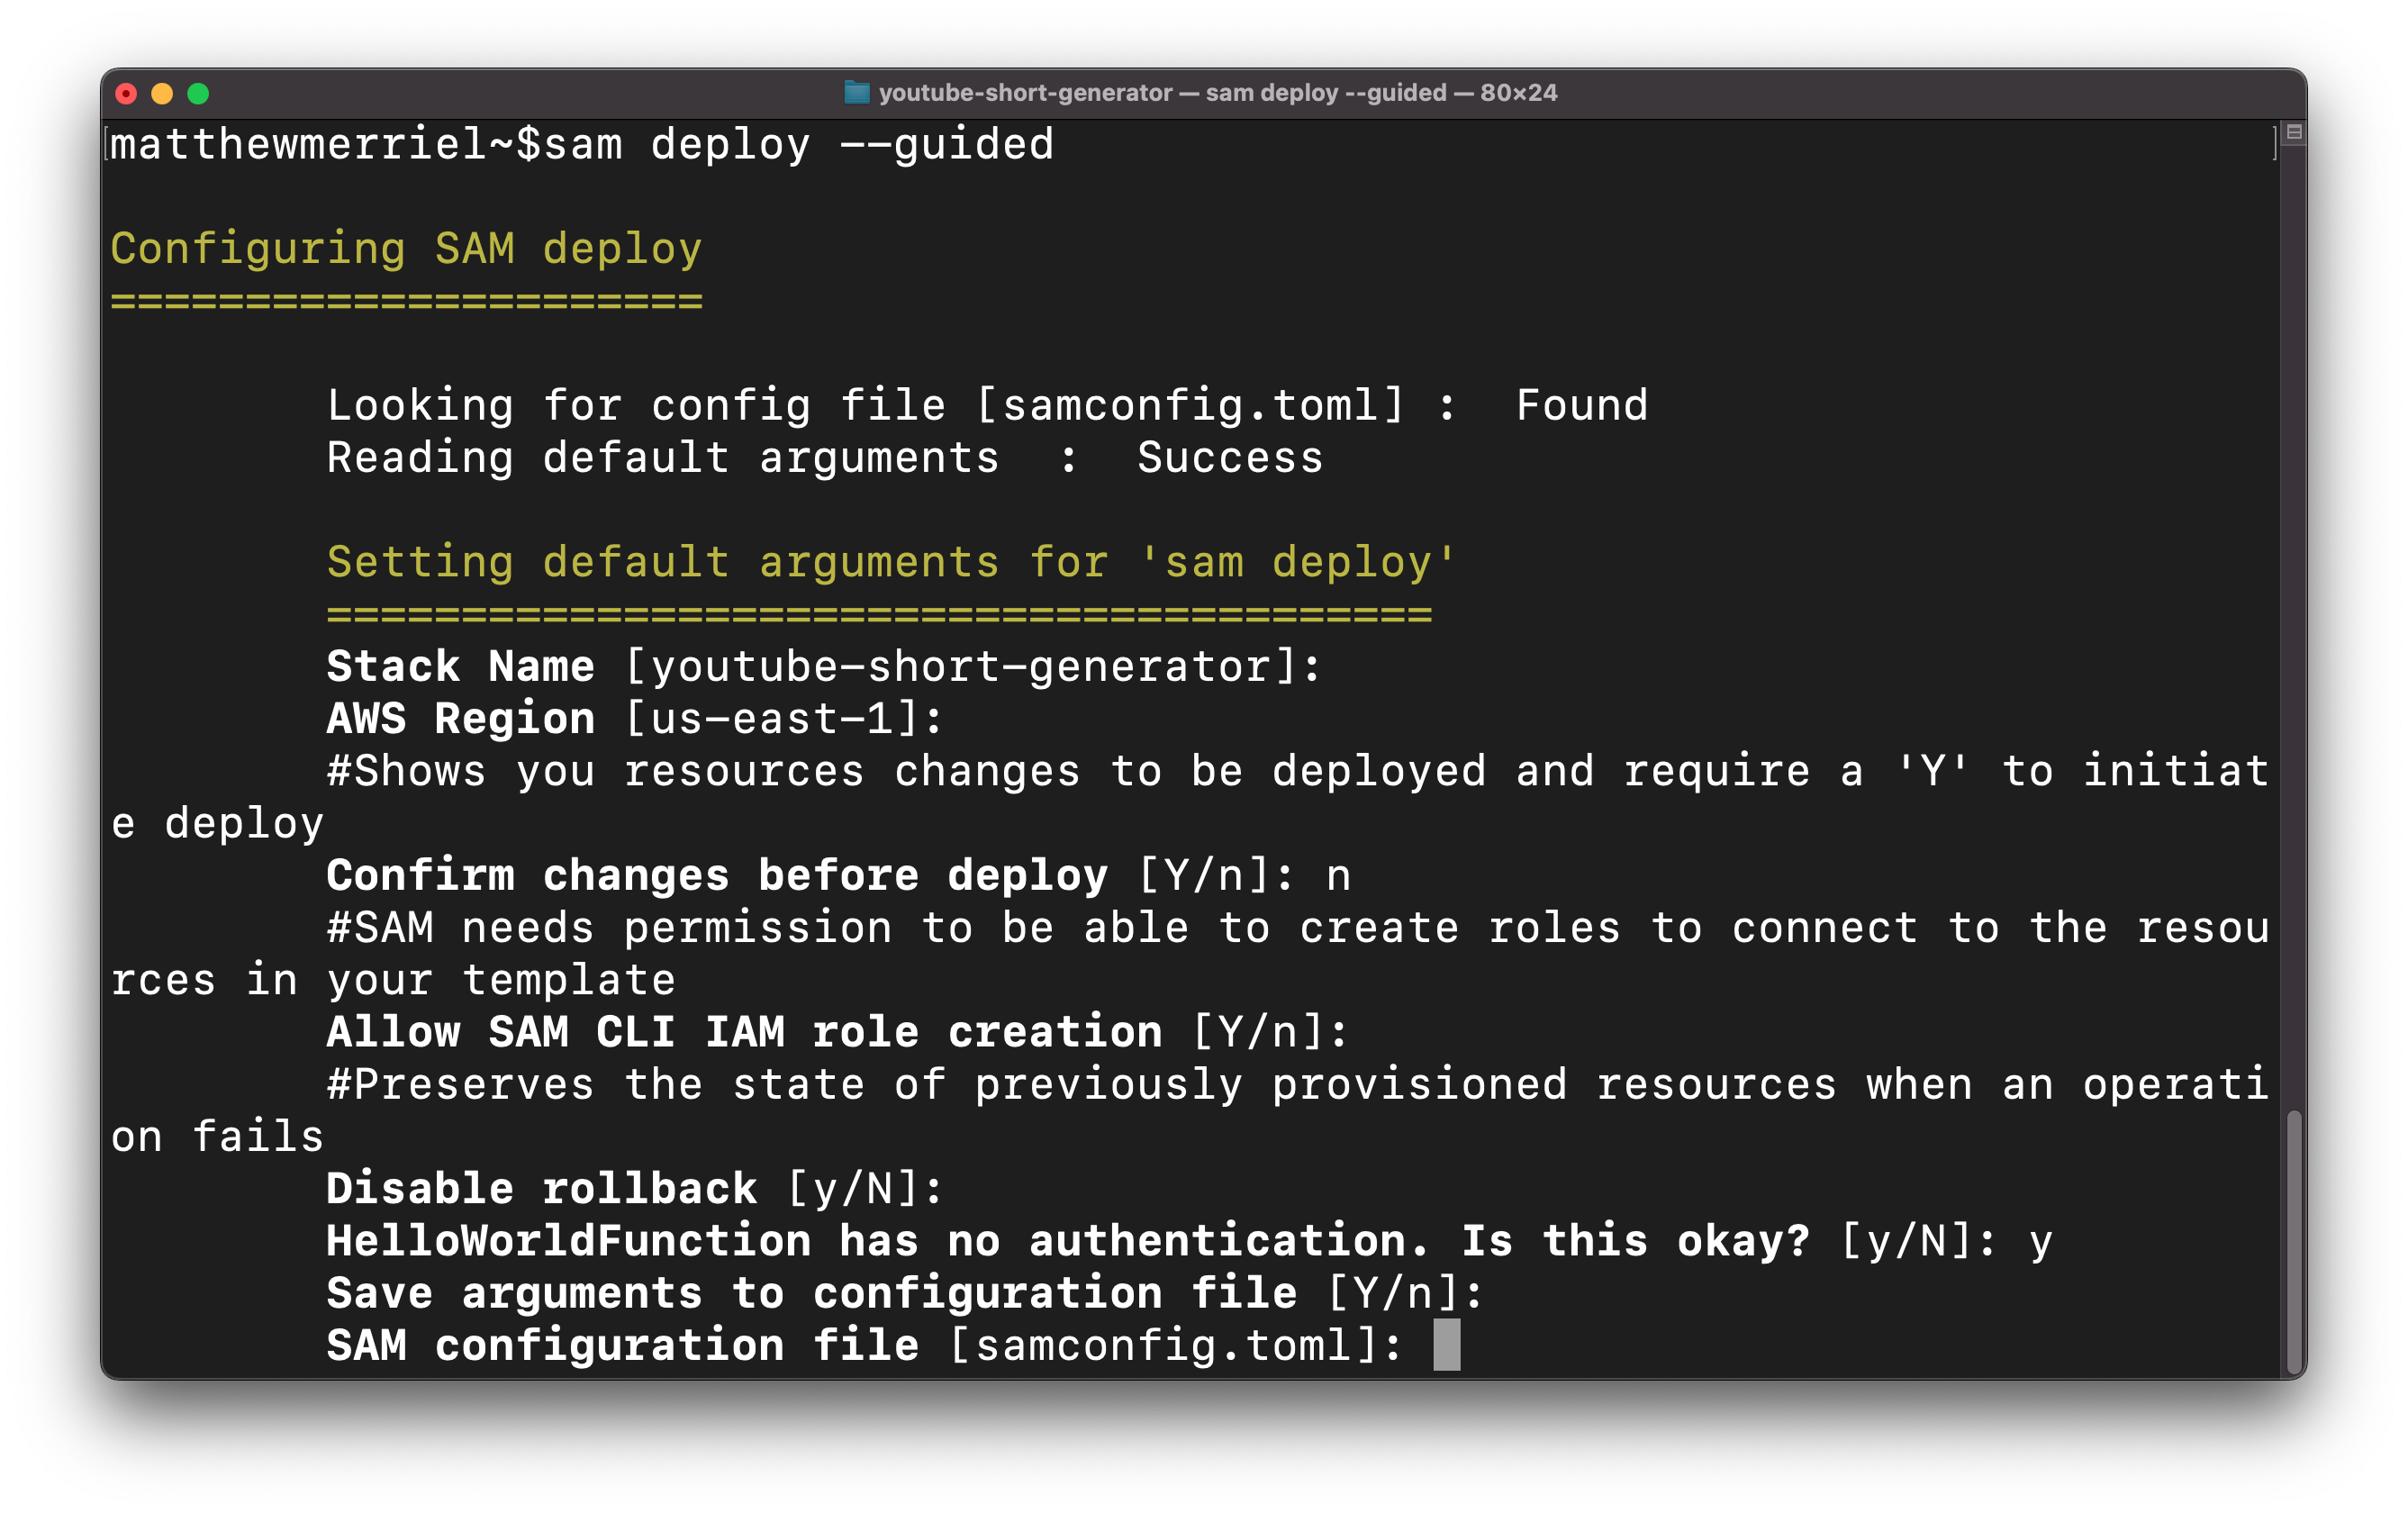 youtube-short-generator — sam deploy --guided — 80×24
matthewmerriel~$sam deploy --guided
Configuring SAM deploy
======================
Looking for config file [samconfig.toml] :  Found
Reading default arguments  :  Success
Setting default arguments for 'sam deploy'
=========================================
Stack Name [youtube-short-generator]:
AWS Region [us-east-1]:
#Shows you resources changes to be deployed and require a 'Y' to initiat
e deploy
Confirm changes before deploy [Y/n]: n
#SAM needs permission to be able to create roles to connect to the resou
rces in your template
Allow SAM CLI IAM role creation [Y/n]:
#Preserves the state of previously provisioned resources when an operati
on fails
Disable rollback [y/N]:
HelloWorldFunction has no authentication. Is this okay? [y/N]: y
Save arguments to configuration file [Y/n]:
SAM configuration file [samconfig.toml]: